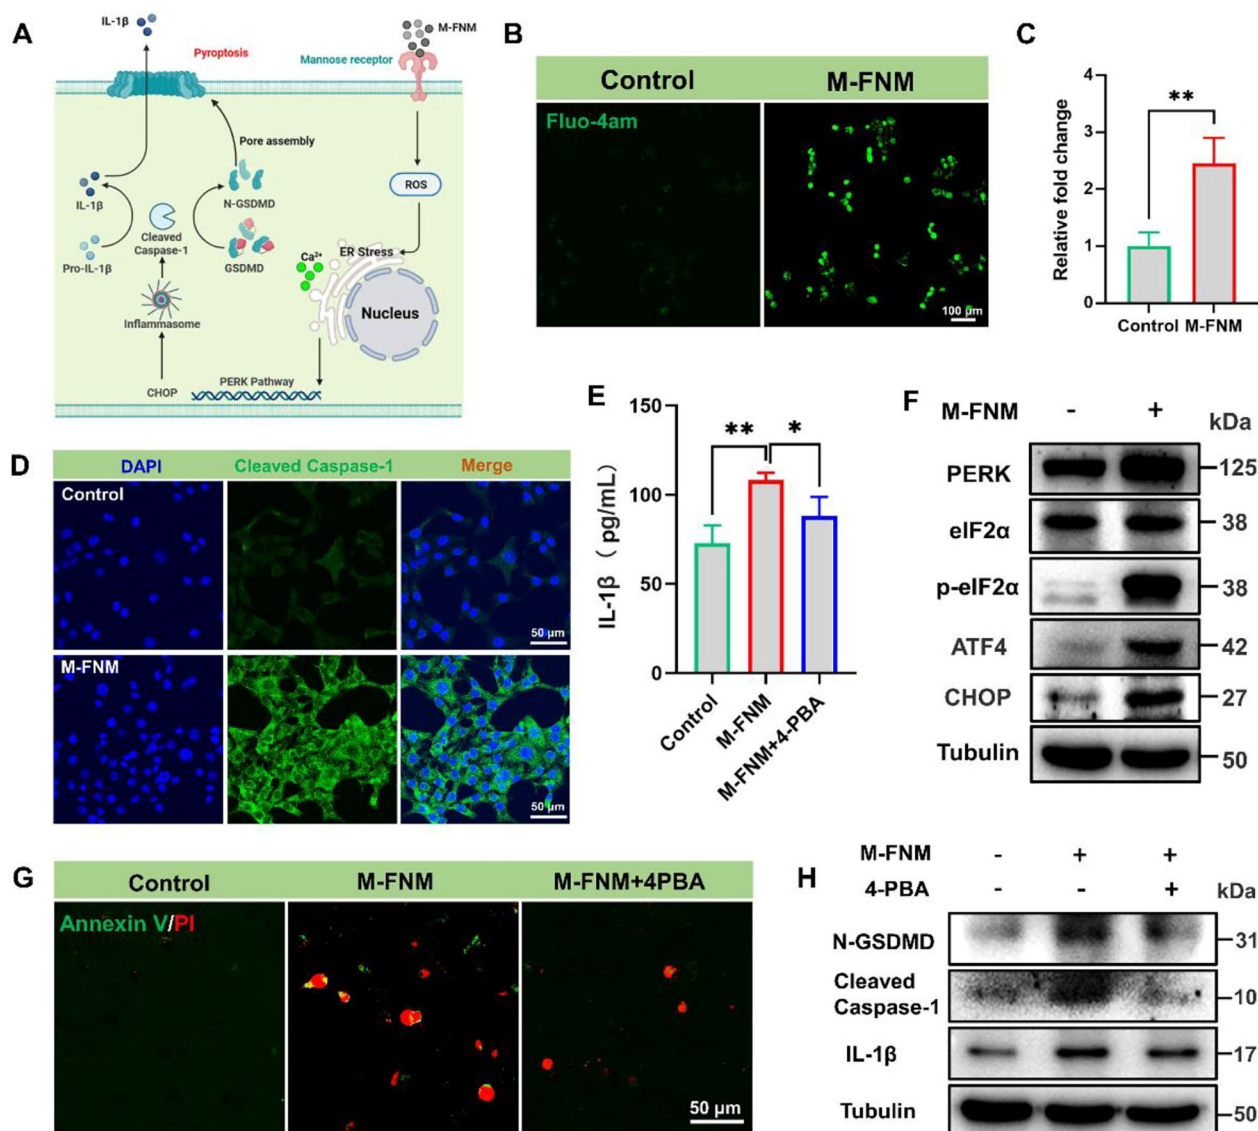 A
IL-1β
Pyroptosis
M-FNM
Mannose receptor
Pore assembly
ROS
IL-1β
N-GSDMD
Cleaved
Caspase-1
Pro-IL-1β
GSDMD
Ca²⁺
ER Stress
Inflammasome
Nucleus
PERK Pathway
CHOP
B
Control
M-FNM
Fluo-4am
100 μm
C
Relative fold change
4
3
2
1
0
**
Control M-FNM
D
DAPI
Cleaved Caspase-1
Merge
Control
50 μm
M-FNM
50 μm
E
IL-1β ( pg/mL)
150
100
50
0
**
*
Control
M-FNM
M-FNM+4-PBA
F
M-FNM - +
kDa
PERK 125
eIF2α 38
p-eIF2α 38
ATF4 42
CHOP 27
Tubulin 50
G
Control
M-FNM
M-FNM+4PBA
Annexin V/PI
50 μm
H
M-FNM - + +
4-PBA - - + kDa
N-GSDMD 31
Cleaved
Caspase-1 10
IL-1β 17
Tubulin 50